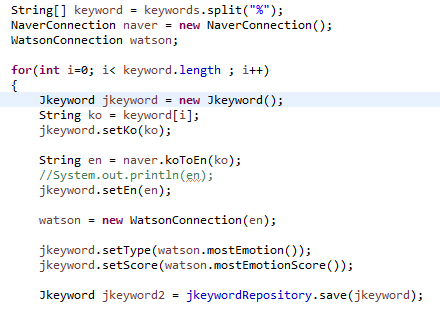 String[] keyword = keywords.split("%");
NaverConnection naver = new NaverConnection();
WatsonConnection watson;
for(int i=0; i< keyword.length ; i++)
{
Jkeyword jkeyword = new Jkeyword();
String ko = keyword[i];
jkeyword.setKo(ko);
String en = naver.koToEn(ko);
//System.out.println(en);
jkeyword.setEn(en);
watson = new WatsonConnection(en);
jkeyword.setType(watson.mostEmotion());
jkeyword.setScore(watson.mostEmotionScore());
Jkeyword jkeyword2 = jkeywordRepository.save(jkeyword);